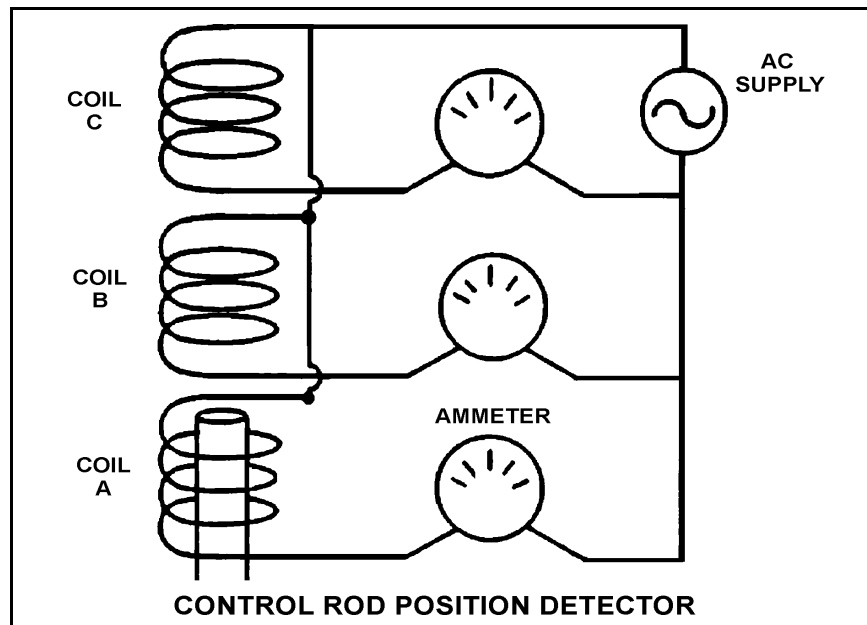 AC
SUPPLY
COIL
C
COIL
B
AMMETER
COIL
A
CONTROL ROD POSITION DETECTOR